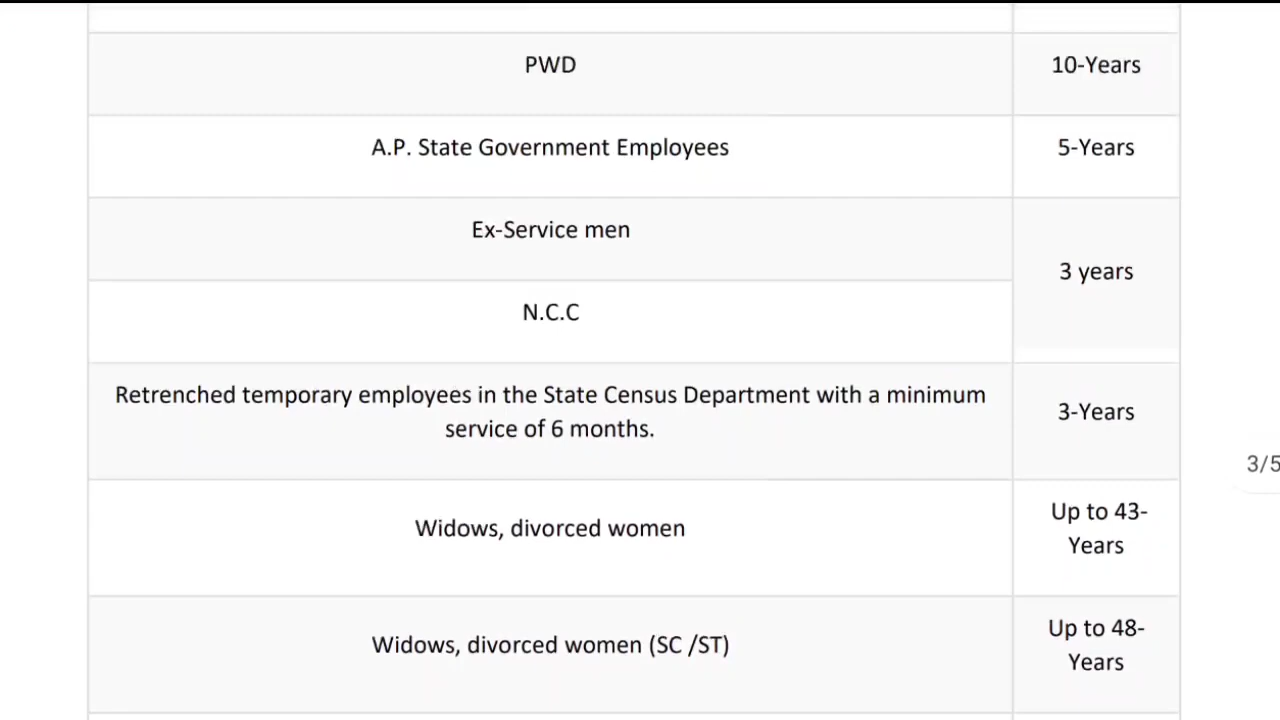 PWD
10-Years
A.P. State Government Employees
5-Years
Ex-Service men
3 years
N.C.C
Retrenched temporary employees in the State Census Department with a minimum
service of 6 months.
3-Years
Widows, divorced women
Up to 43-
Years
Widows, divorced women (SC /ST)
Up to 48-
Years
3/5